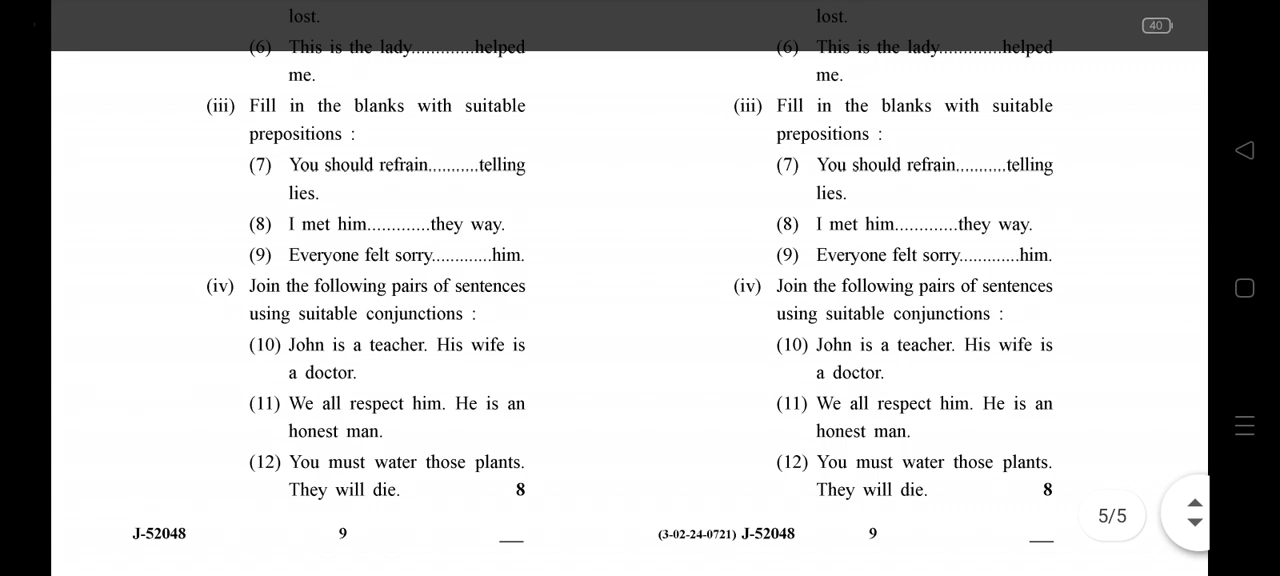 40
lost.
(6) This is the lady.............helped
me.
(iii) Fill in the blanks with suitable
prepositions :
(7) You should refrain...........telling
lies.
(8) I met him.............they way.
(9) Everyone felt sorry.............him.
(iv) Join the following pairs of sentences
using suitable conjunctions :
(10) John is a teacher. His wife is
a doctor.
(11) We all respect him. He is an
honest man.
(12) You must water those plants.
They will die. 8
J-52048 9
lost.
(6) This is the lady.............helped
me.
(iii) Fill in the blanks with suitable
prepositions :
(7) You should refrain...........telling
lies.
(8) I met him.............they way.
(9) Everyone felt sorry.............him.
(iv) Join the following pairs of sentences
using suitable conjunctions :
(10) John is a teacher. His wife is
a doctor.
(11) We all respect him. He is an
honest man.
(12) You must water those plants.
They will die. 8
(3-02-24-0721) J-52048 9
5/5